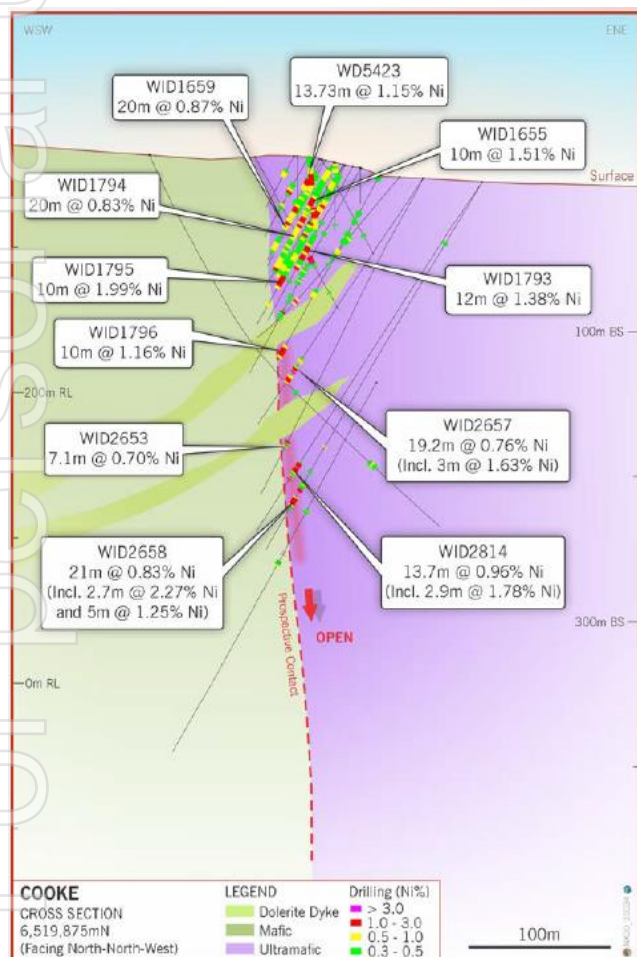 WSW
ENE
WID1659
20m @ 0.87% Ni
WD5423
13.73m @ 1.15% Ni
WID1655
10m @ 1.51% Ni
Surface
WID1794
20m @ 0.83% Ni
WID1795
10m @ 1.99% Ni
WID1793
12m @ 1.38% Ni
100m BS
WID1796
10m @ 1.16% Ni
200m RL
WID2657
19.2m @ 0.76% Ni
(Incl. 3m @ 1.63% Ni)
WID2653
7.1m @ 0.70% Ni
WID2658
21m @ 0.83% Ni
(Incl. 2.7m @ 2.27% Ni
and 5m @ 1.25% Ni)
WID2814
13.7m @ 0.96% Ni
(Incl. 2.9m @ 1.78% Ni)
300m BS
OPEN
Prospective Contact
0m RL
COOKE
CROSS SECTION
6,519,875mN
(Facing North-North-West)
LEGEND
Dolerite Dyke
Mafic
Ultramafic
Drilling (Ni%)
> 3.0
1.0 - 3.0
0.5 - 1.0
0.3 - 0.5
100m